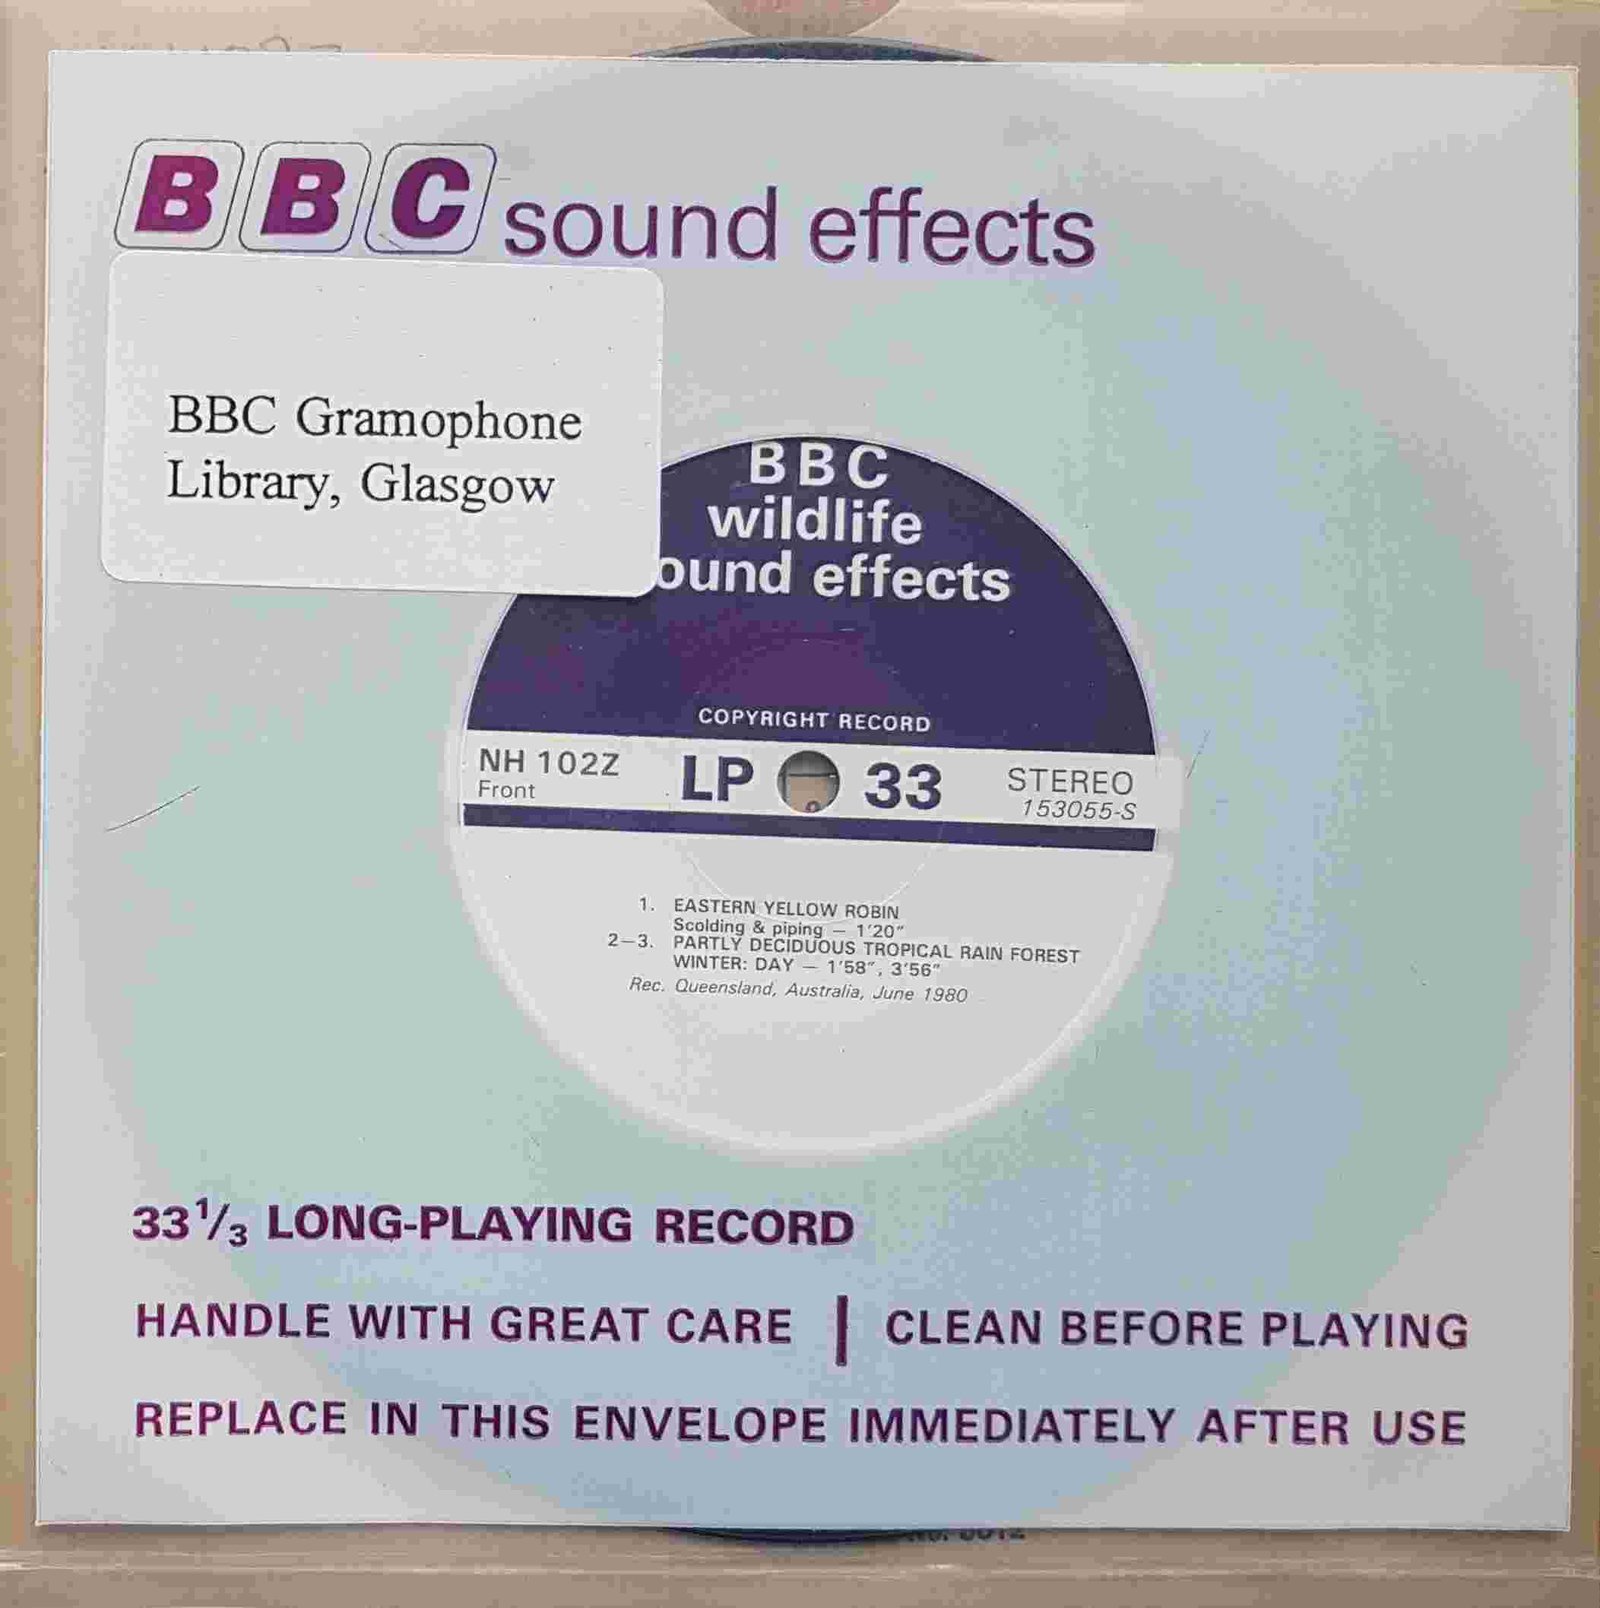 BBC sound effects
BBC Gramophone
Library, Glasgow
BBC
wildlife
ound effects
COPYRIGHT RECORD
NH 102Z
Front
LP 33
STEREO
153055-S
1. EASTERN YELLOW ROBIN
Scolding & piping – 1'20"
2–3. PARTLY DECIDUOUS TROPICAL RAIN FOREST
WINTER: DAY – 1'58", 3'56"
Rec. Queensland, Australia, June 1980
33 1/3 LONG-PLAYING RECORD
HANDLE WITH GREAT CARE | CLEAN BEFORE PLAYING
REPLACE IN THIS ENVELOPE IMMEDIATELY AFTER USE